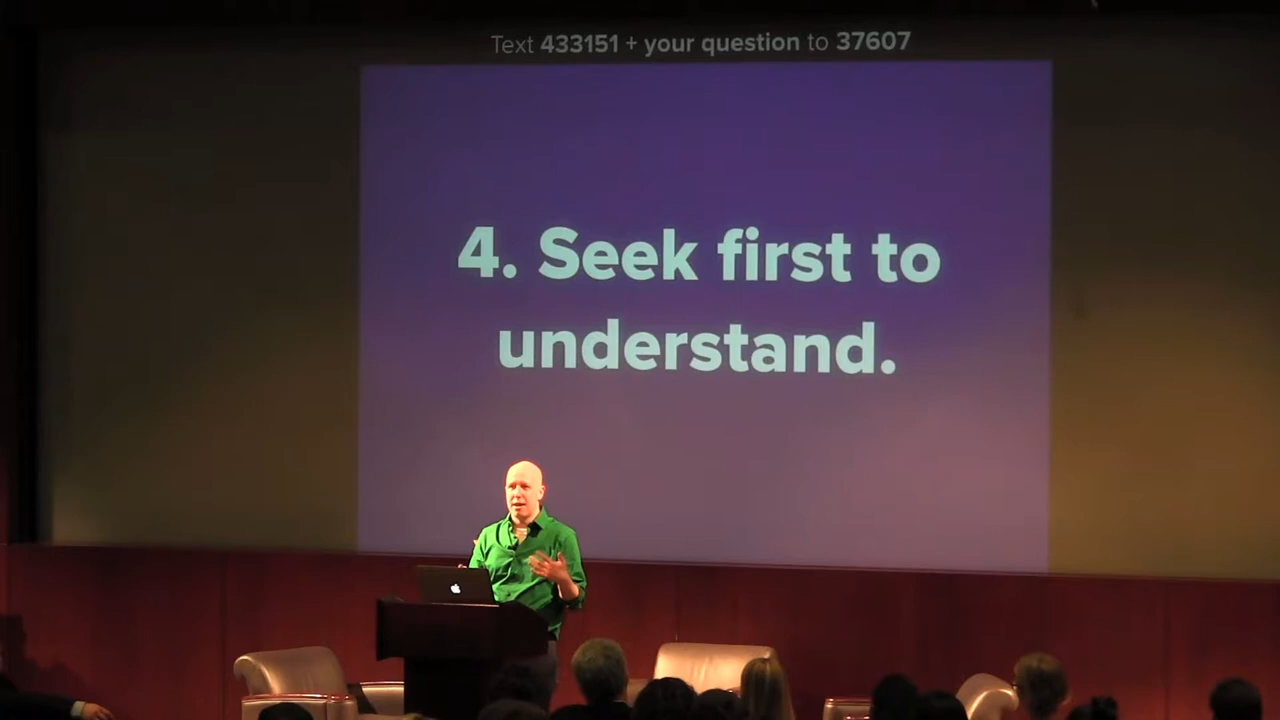 Text 433151 + your question to 37607
4. Seek first to
understand.